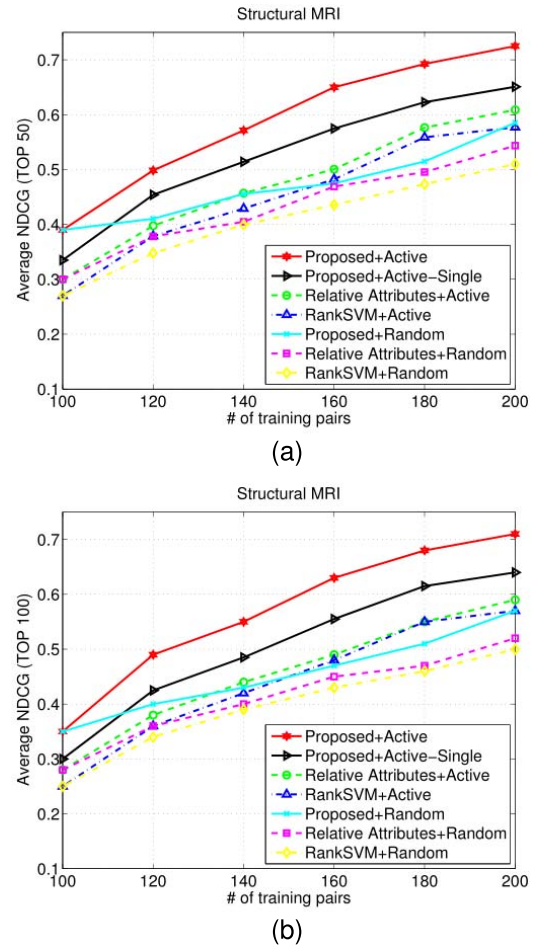 Structural MRI
Average NDCG (TOP 50)
0.7
0.6
0.5
0.4
0.3
0.2
0.1
Proposed+Active
Proposed+Active−Single
Relative Attributes+Active
RankSVM+Active
Proposed+Random
Relative Attributes+Random
RankSVM+Random
100 120 140 160 180 200
# of training pairs
(a)
Structural MRI
Average NDCG (TOP 100)
0.7
0.6
0.5
0.4
0.3
0.2
0.1
Proposed+Active
Proposed+Active−Single
Relative Attributes+Active
RankSVM+Active
Proposed+Random
Relative Attributes+Random
RankSVM+Random
100 120 140 160 180 200
# of training pairs
(b)